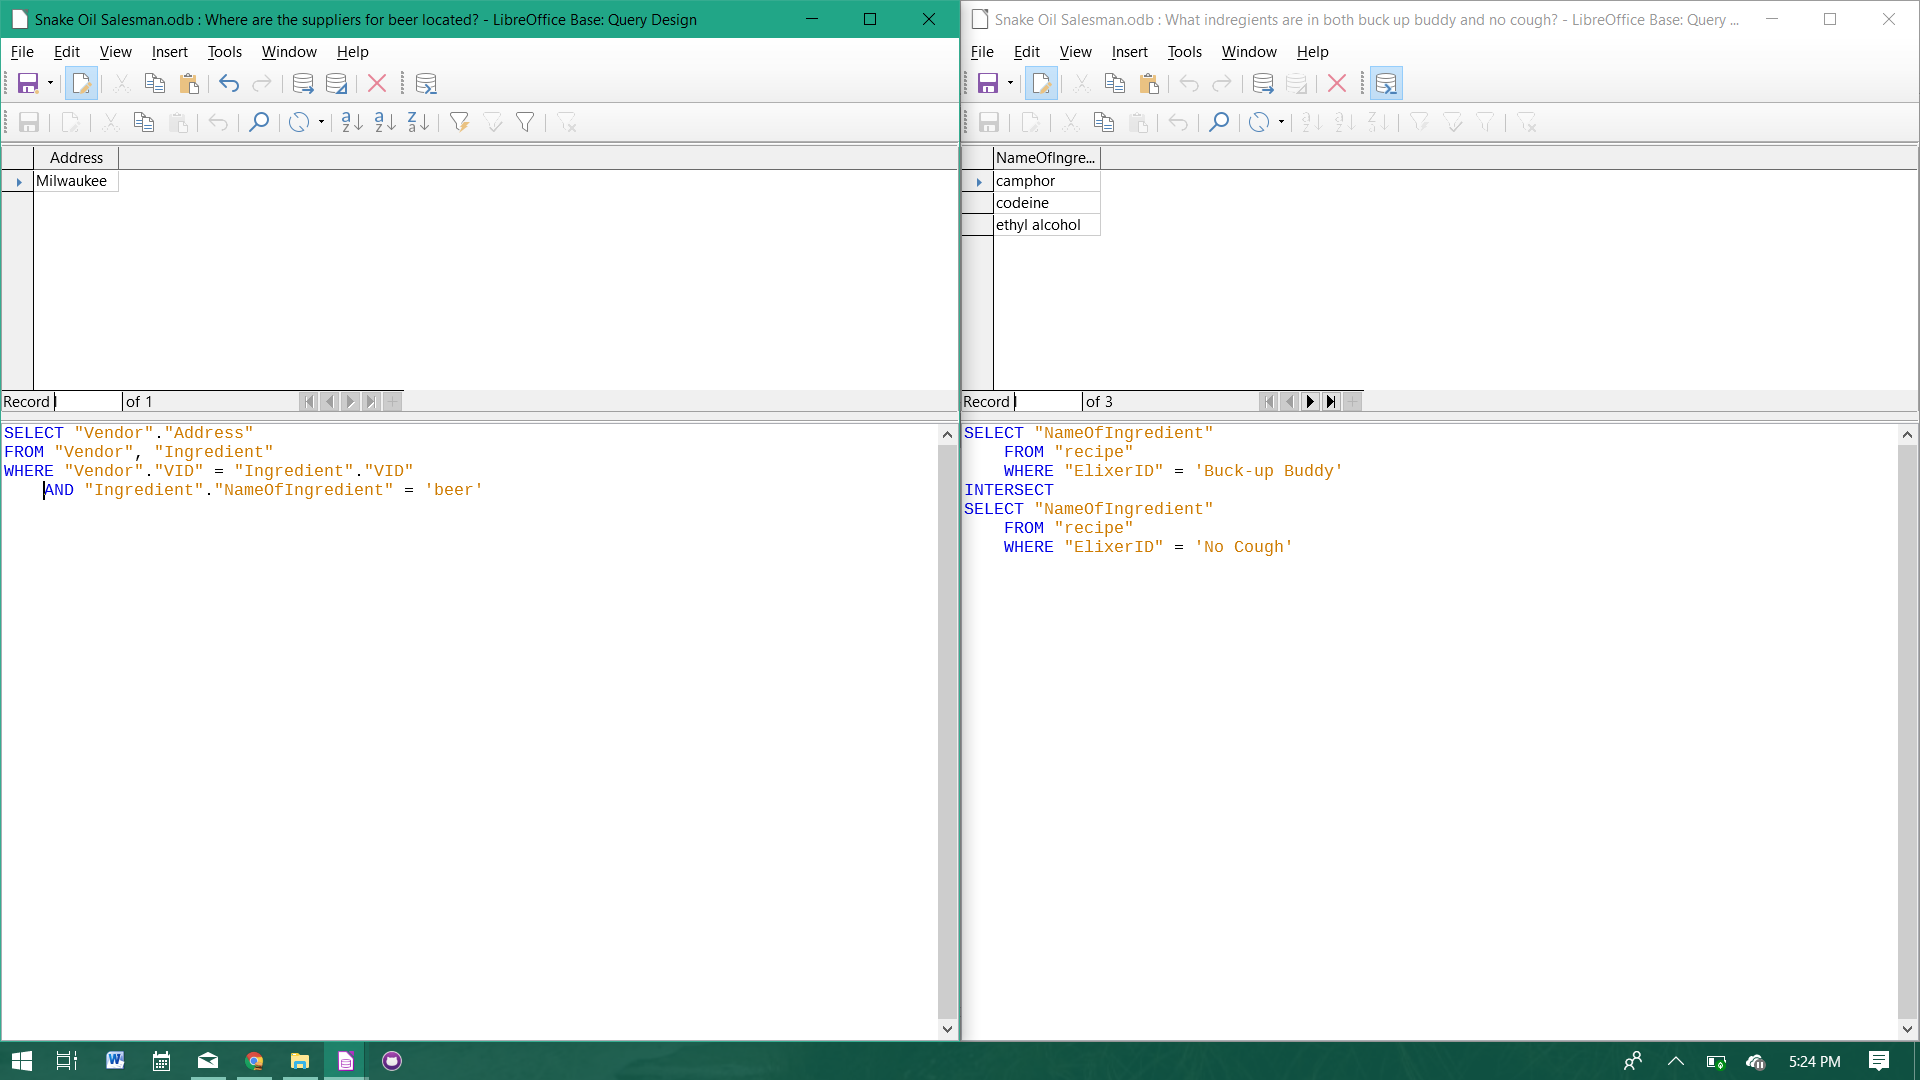 Snake Oil Salesman.odb : Where are the suppliers for beer located? - LibreOffice Base: Query Design
File Edit View Insert Tools Window Help
Address
Milwaukee
Record 1 of 1
SELECT "Vendor"."Address"
FROM "Vendor", "Ingredient"
WHERE "Vendor"."VID" = "Ingredient"."VID"
AND "Ingredient"."NameOfIngredient" = 'beer'
Snake Oil Salesman.odb : What indregients are in both buck up buddy and no cough? - LibreOffice Base: Query ...
File Edit View Insert Tools Window Help
NameOfIngre...
camphor
codeine
ethyl alcohol
Record 1 of 3
SELECT "NameOfIngredient"
FROM "recipe"
WHERE "ElixerID" = 'Buck-up Buddy'
INTERSECT
SELECT "NameOfIngredient"
FROM "recipe"
WHERE "ElixerID" = 'No Cough'
5:24 PM